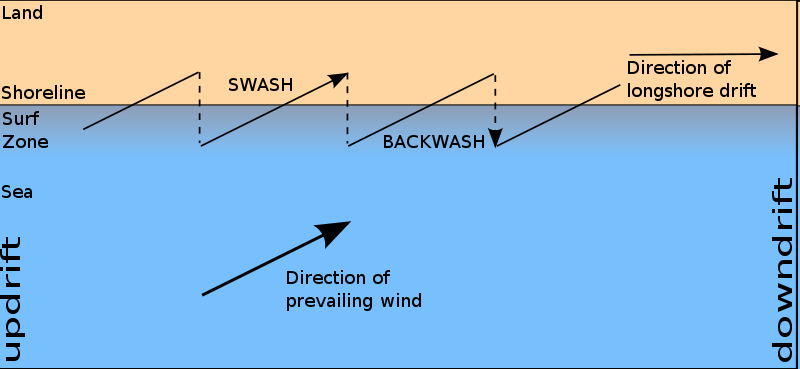 Land
SWASH
Direction of
longshore drift
Shoreline
Surf
Zone
BACKWASH
Sea
Direction of
prevailing wind
updrift
downdrift